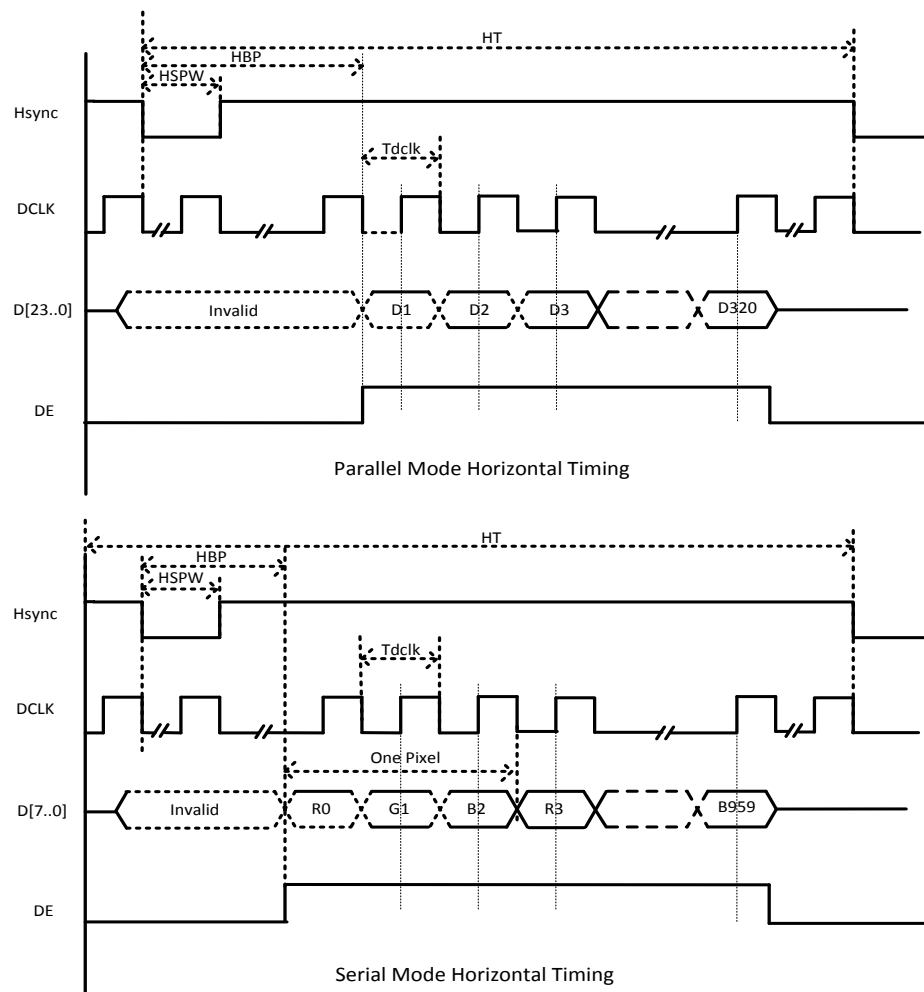 HT
HBP
HSPW
Hsync
Tdclk
DCLK
D[23..0]
Invalid
D1
D2
D3
D320
DE
Parallel Mode Horizontal Timing
HT
HBP
HSPW
Hsync
Tdclk
DCLK
One Pixel
D[7..0]
Invalid
R0
G1
B2
R3
B959
DE
Serial Mode Horizontal Timing